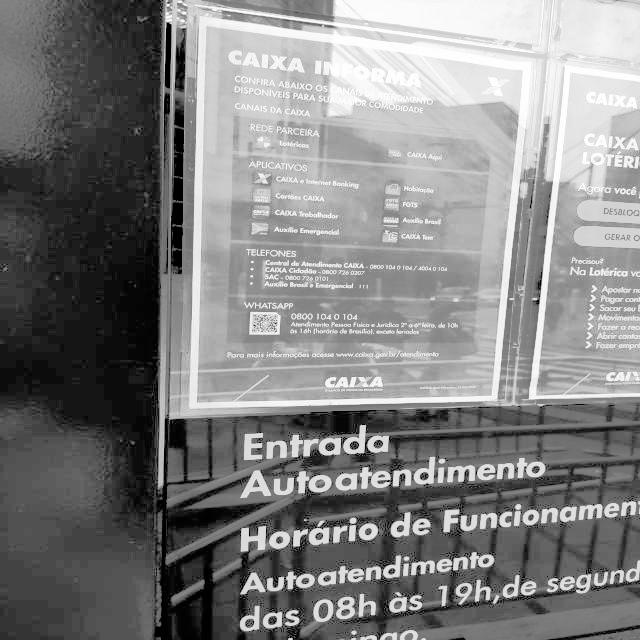 CAIXA INFORMA
CONFIRA ABAIXO OS CANAIS DE ATENDIMENTO
DISPONÍVEIS PARA SUA MAIOR COMODIDADE
CANAIS DA CAIXA
REDE PARCEIRA
Lotéricas
CAIXA Aqui
APLICATIVOS
CAIXA e Internet Banking
Habitação
Cartões CAIXA
FGTS
CAIXA Trabalhador
Auxílio Brasil
Auxílio Emergencial
CAIXA Tem
TELEFONES
Central de Atendimento CAIXA - 0800 104 0 104 / 4004 0 104
CAIXA Cidadão - 0800 726 0207
SAC - 0800 726 0101
Auxílio Brasil e Emergencial 111
WHATSAPP
0800 104 0 104
Atendimento Pessoa Física e Jurídica 2ª a 6ª feira, de 10h
às 16h (horário de Brasília), exceto feriados
Para mais informações acesse www.caixa.gov.br/atendimento
CAIXA
CAIXA
CAIXA
LOTÉRI
Agora você
DESBLOQ
GERAR O
Precisou?
Na Lotérica vo
Apostar na
Pagar cont
Sacar seu
Movimenta
Fazer a rec
Abrir contas
Fazer empr
CAIX
Entrada
Autoatendimento
Horário de Funcionament
Autoatendimento
das 08h às 19h, de segund